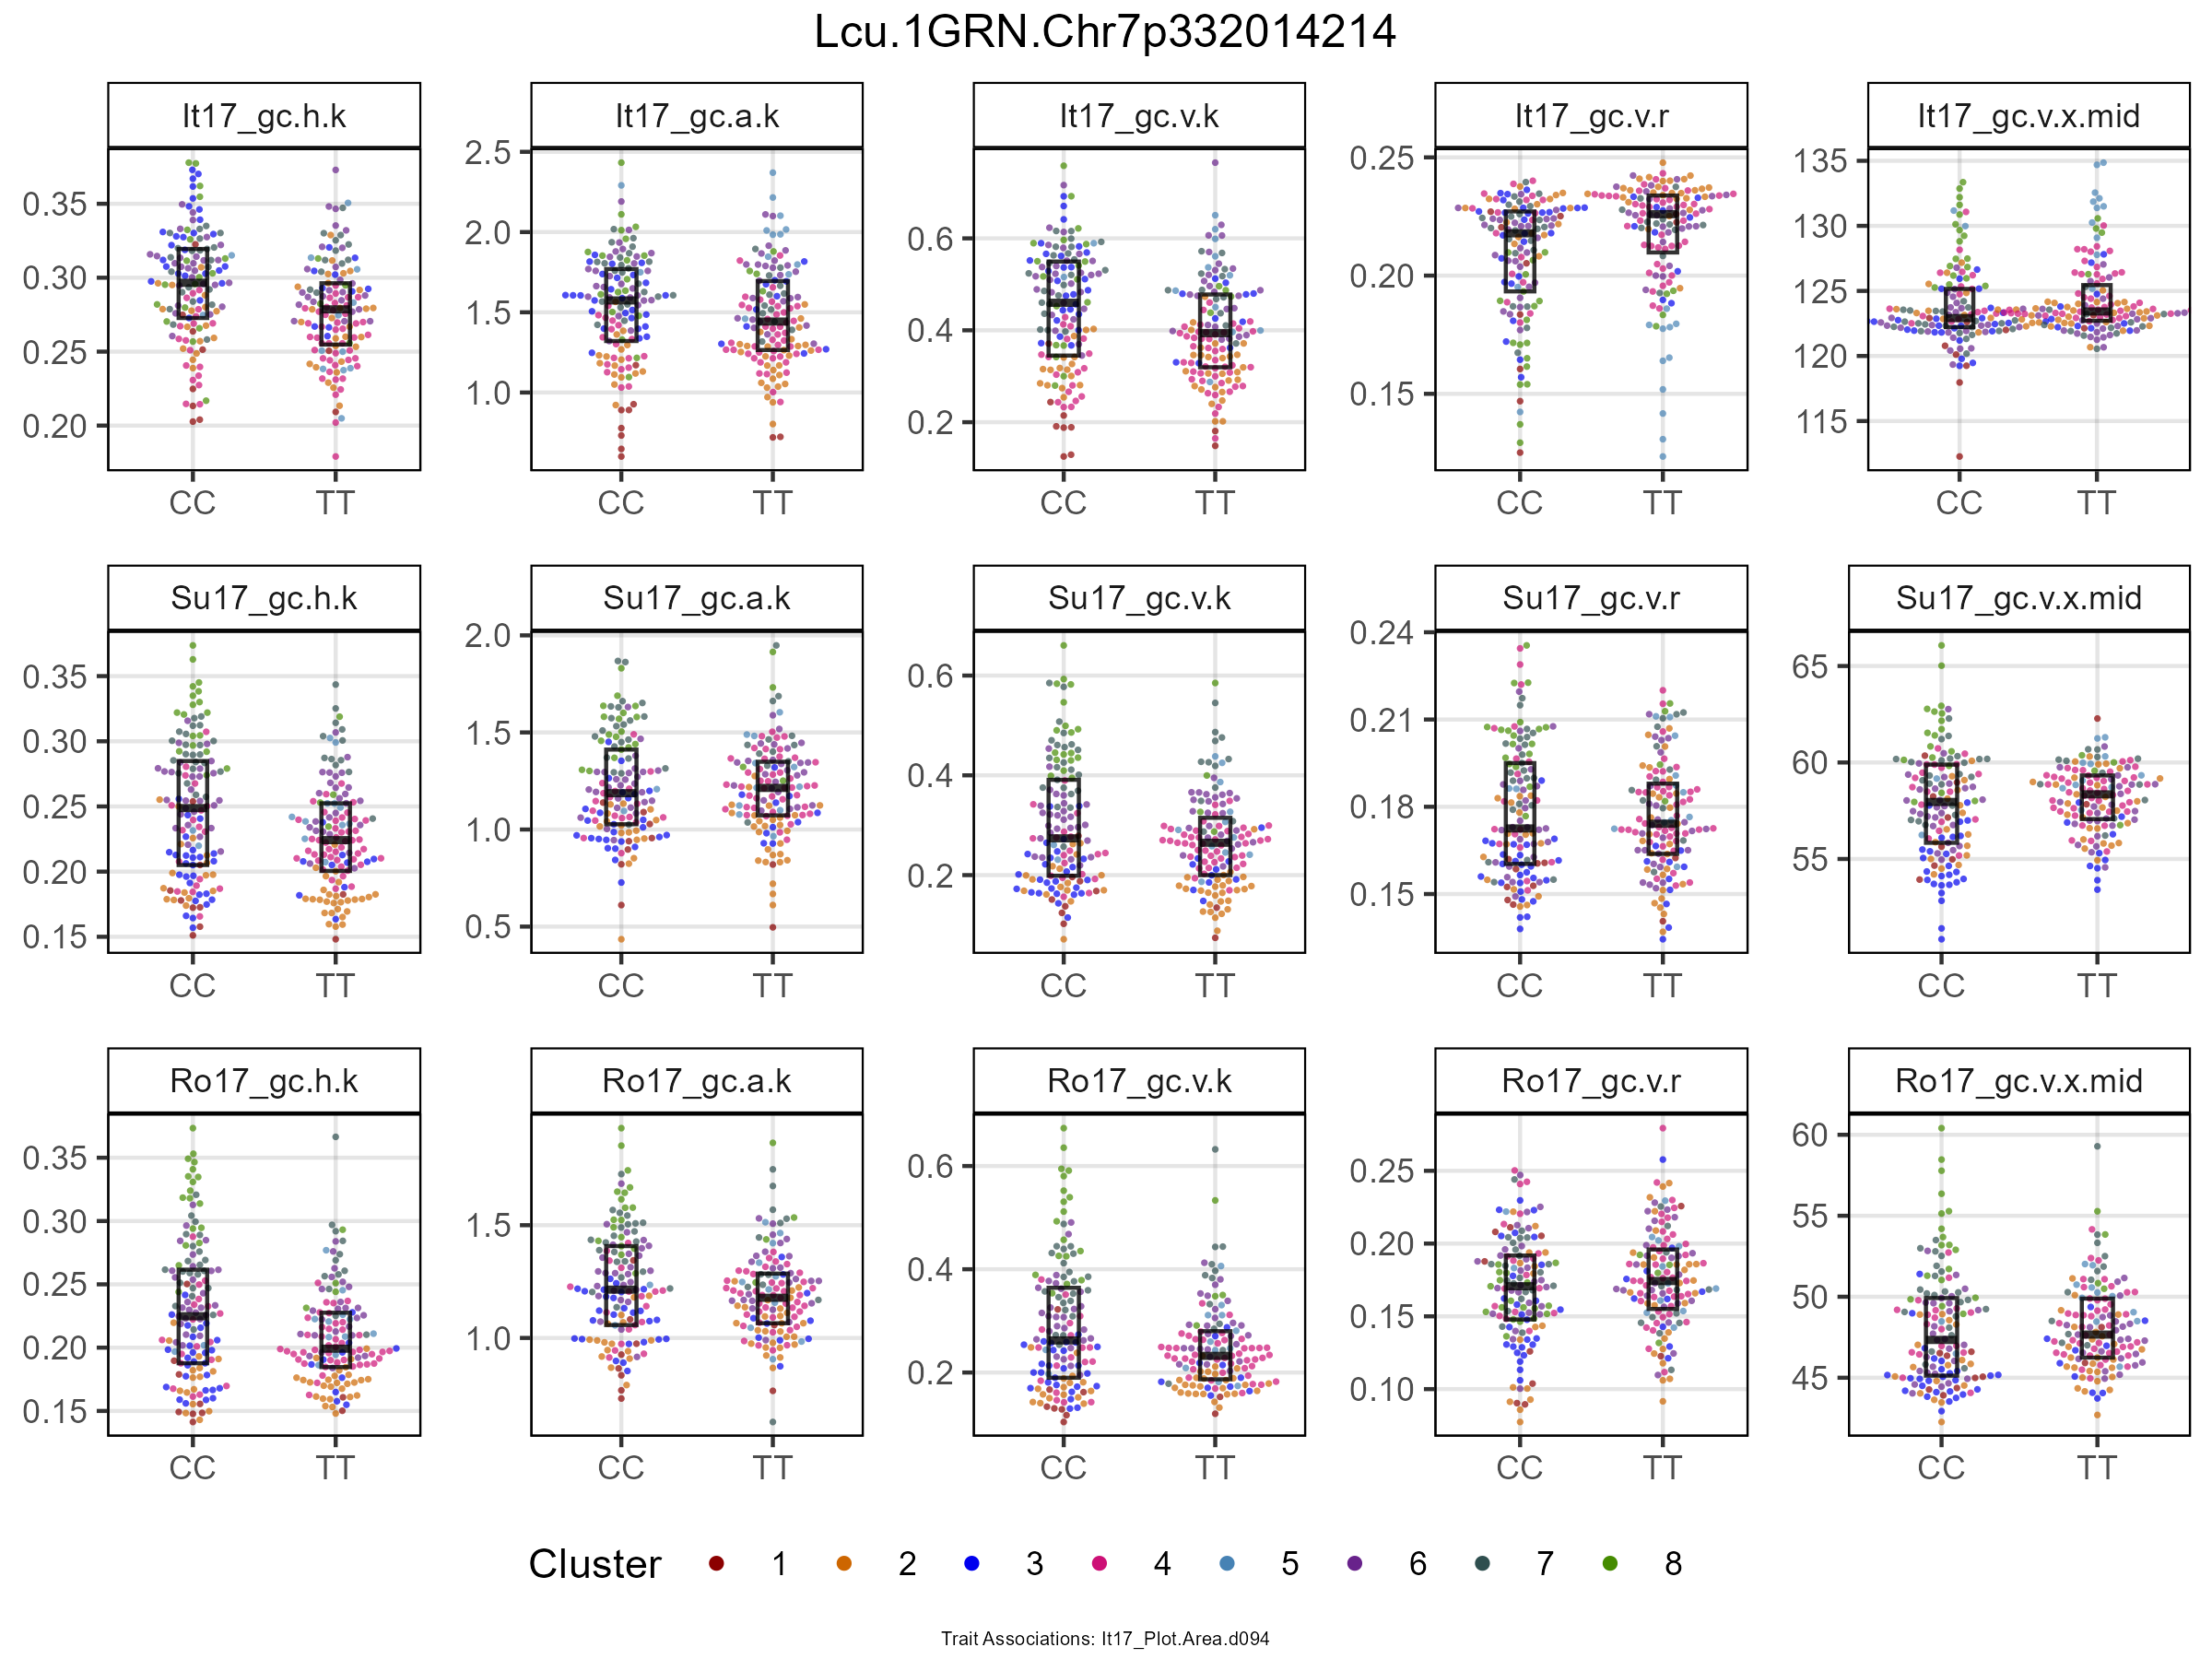 Lcu.1GRN.Chr7p332014214
It17_gc.h.k It17_gc.a.k It17_gc.v.k It17_gc.v.r It17_gc.v.x.mid
0.35 0.30 0.25 0.20
2.5 2.0 1.5 1.0
0.6 0.4 0.2
0.25 0.20 0.15
135 130 125 120 115
CC TT CC TT CC TT CC TT CC TT
Su17_gc.h.k Su17_gc.a.k Su17_gc.v.k Su17_gc.v.r Su17_gc.v.x.mid
0.35 0.30 0.25 0.20 0.15
2.0 1.5 1.0 0.5
0.6 0.4 0.2
0.24 0.21 0.18 0.15
65 60 55
CC TT CC TT CC TT CC TT CC TT
Ro17_gc.h.k Ro17_gc.a.k Ro17_gc.v.k Ro17_gc.v.r Ro17_gc.v.x.mid
0.35 0.30 0.25 0.20 0.15
1.5 1.0
0.6 0.4 0.2
0.25 0.20 0.15 0.10
60 55 50 45
CC TT CC TT CC TT CC TT CC TT
Cluster 1 2 3 4 5 6 7 8
Trait Associations: It17_Plot.Area.d094